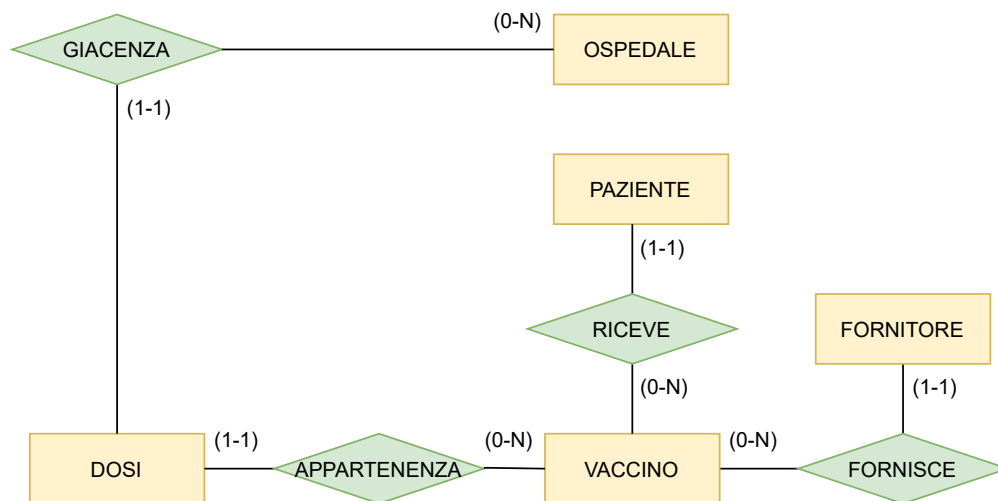 (0-N)
GIACENZA
OSPEDALE
(1-1)
PAZIENTE
(1-1)
RICEVE
FORNITORE
(0-N)
(1-1)
(1-1)
(0-N)
(0-N)
DOSI
APPARTENENZA
VACCINO
FORNISCE